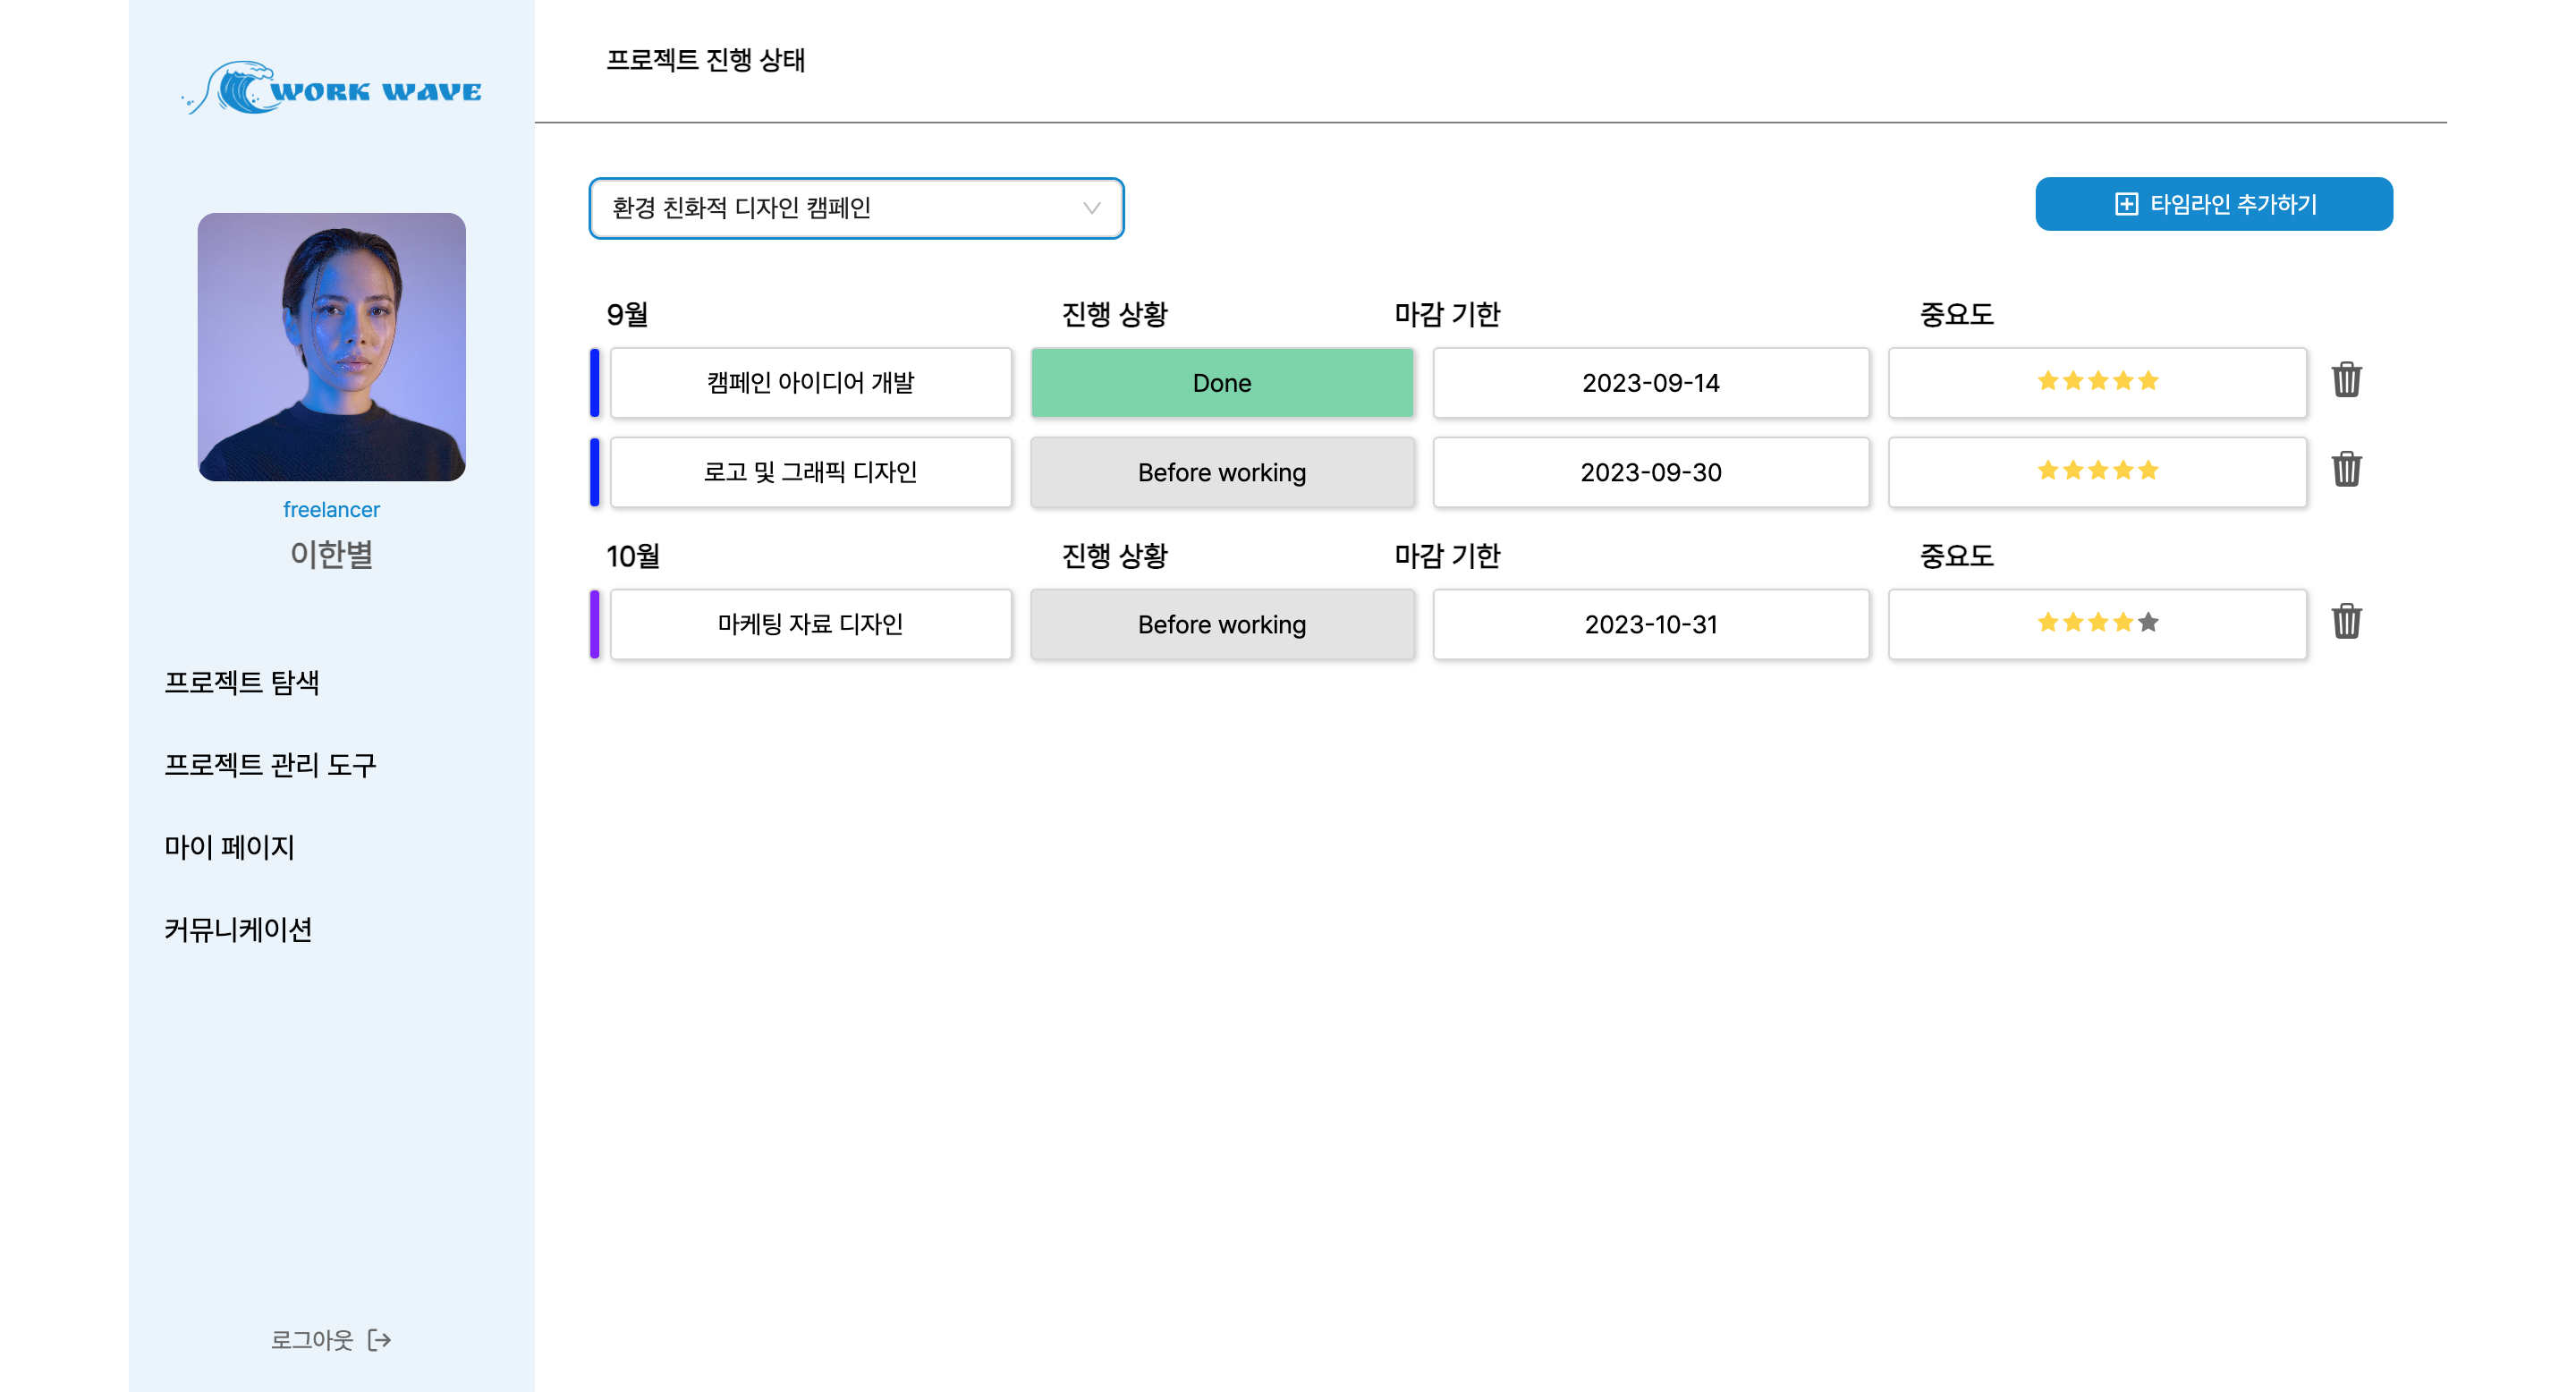 WORK WAVE
freelancer
이한별
프로젝트 탐색
프로젝트 관리 도구
마이 페이지
커뮤니케이션
로그아웃
프로젝트 진행 상태
환경 친화적 디자인 캠페인
타임라인 추가하기
9월 진행 상황 마감 기한 중요도
캠페인 아이디어 개발 Done 2023-09-14
로고 및 그래픽 디자인 Before working 2023-09-30
10월 진행 상황 마감 기한 중요도
마케팅 자료 디자인 Before working 2023-10-31